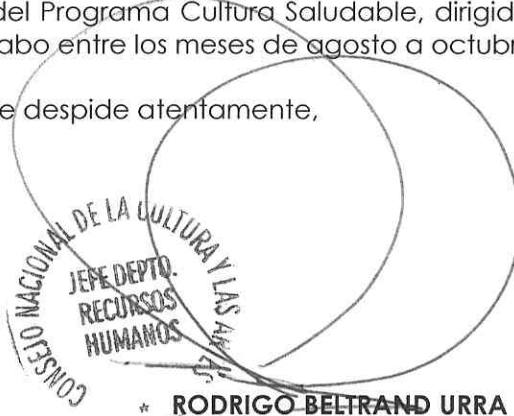 del Programa Cultura Saludable, dirigid
abo entre los meses de agosto a octubr
e despide atentamente,
CONSEJO NACIONAL DE LA CULTURA Y LAS
JEFE DEPTO.
RECURSOS
HUMANOS
* RODRIGO BELTRAND URRA